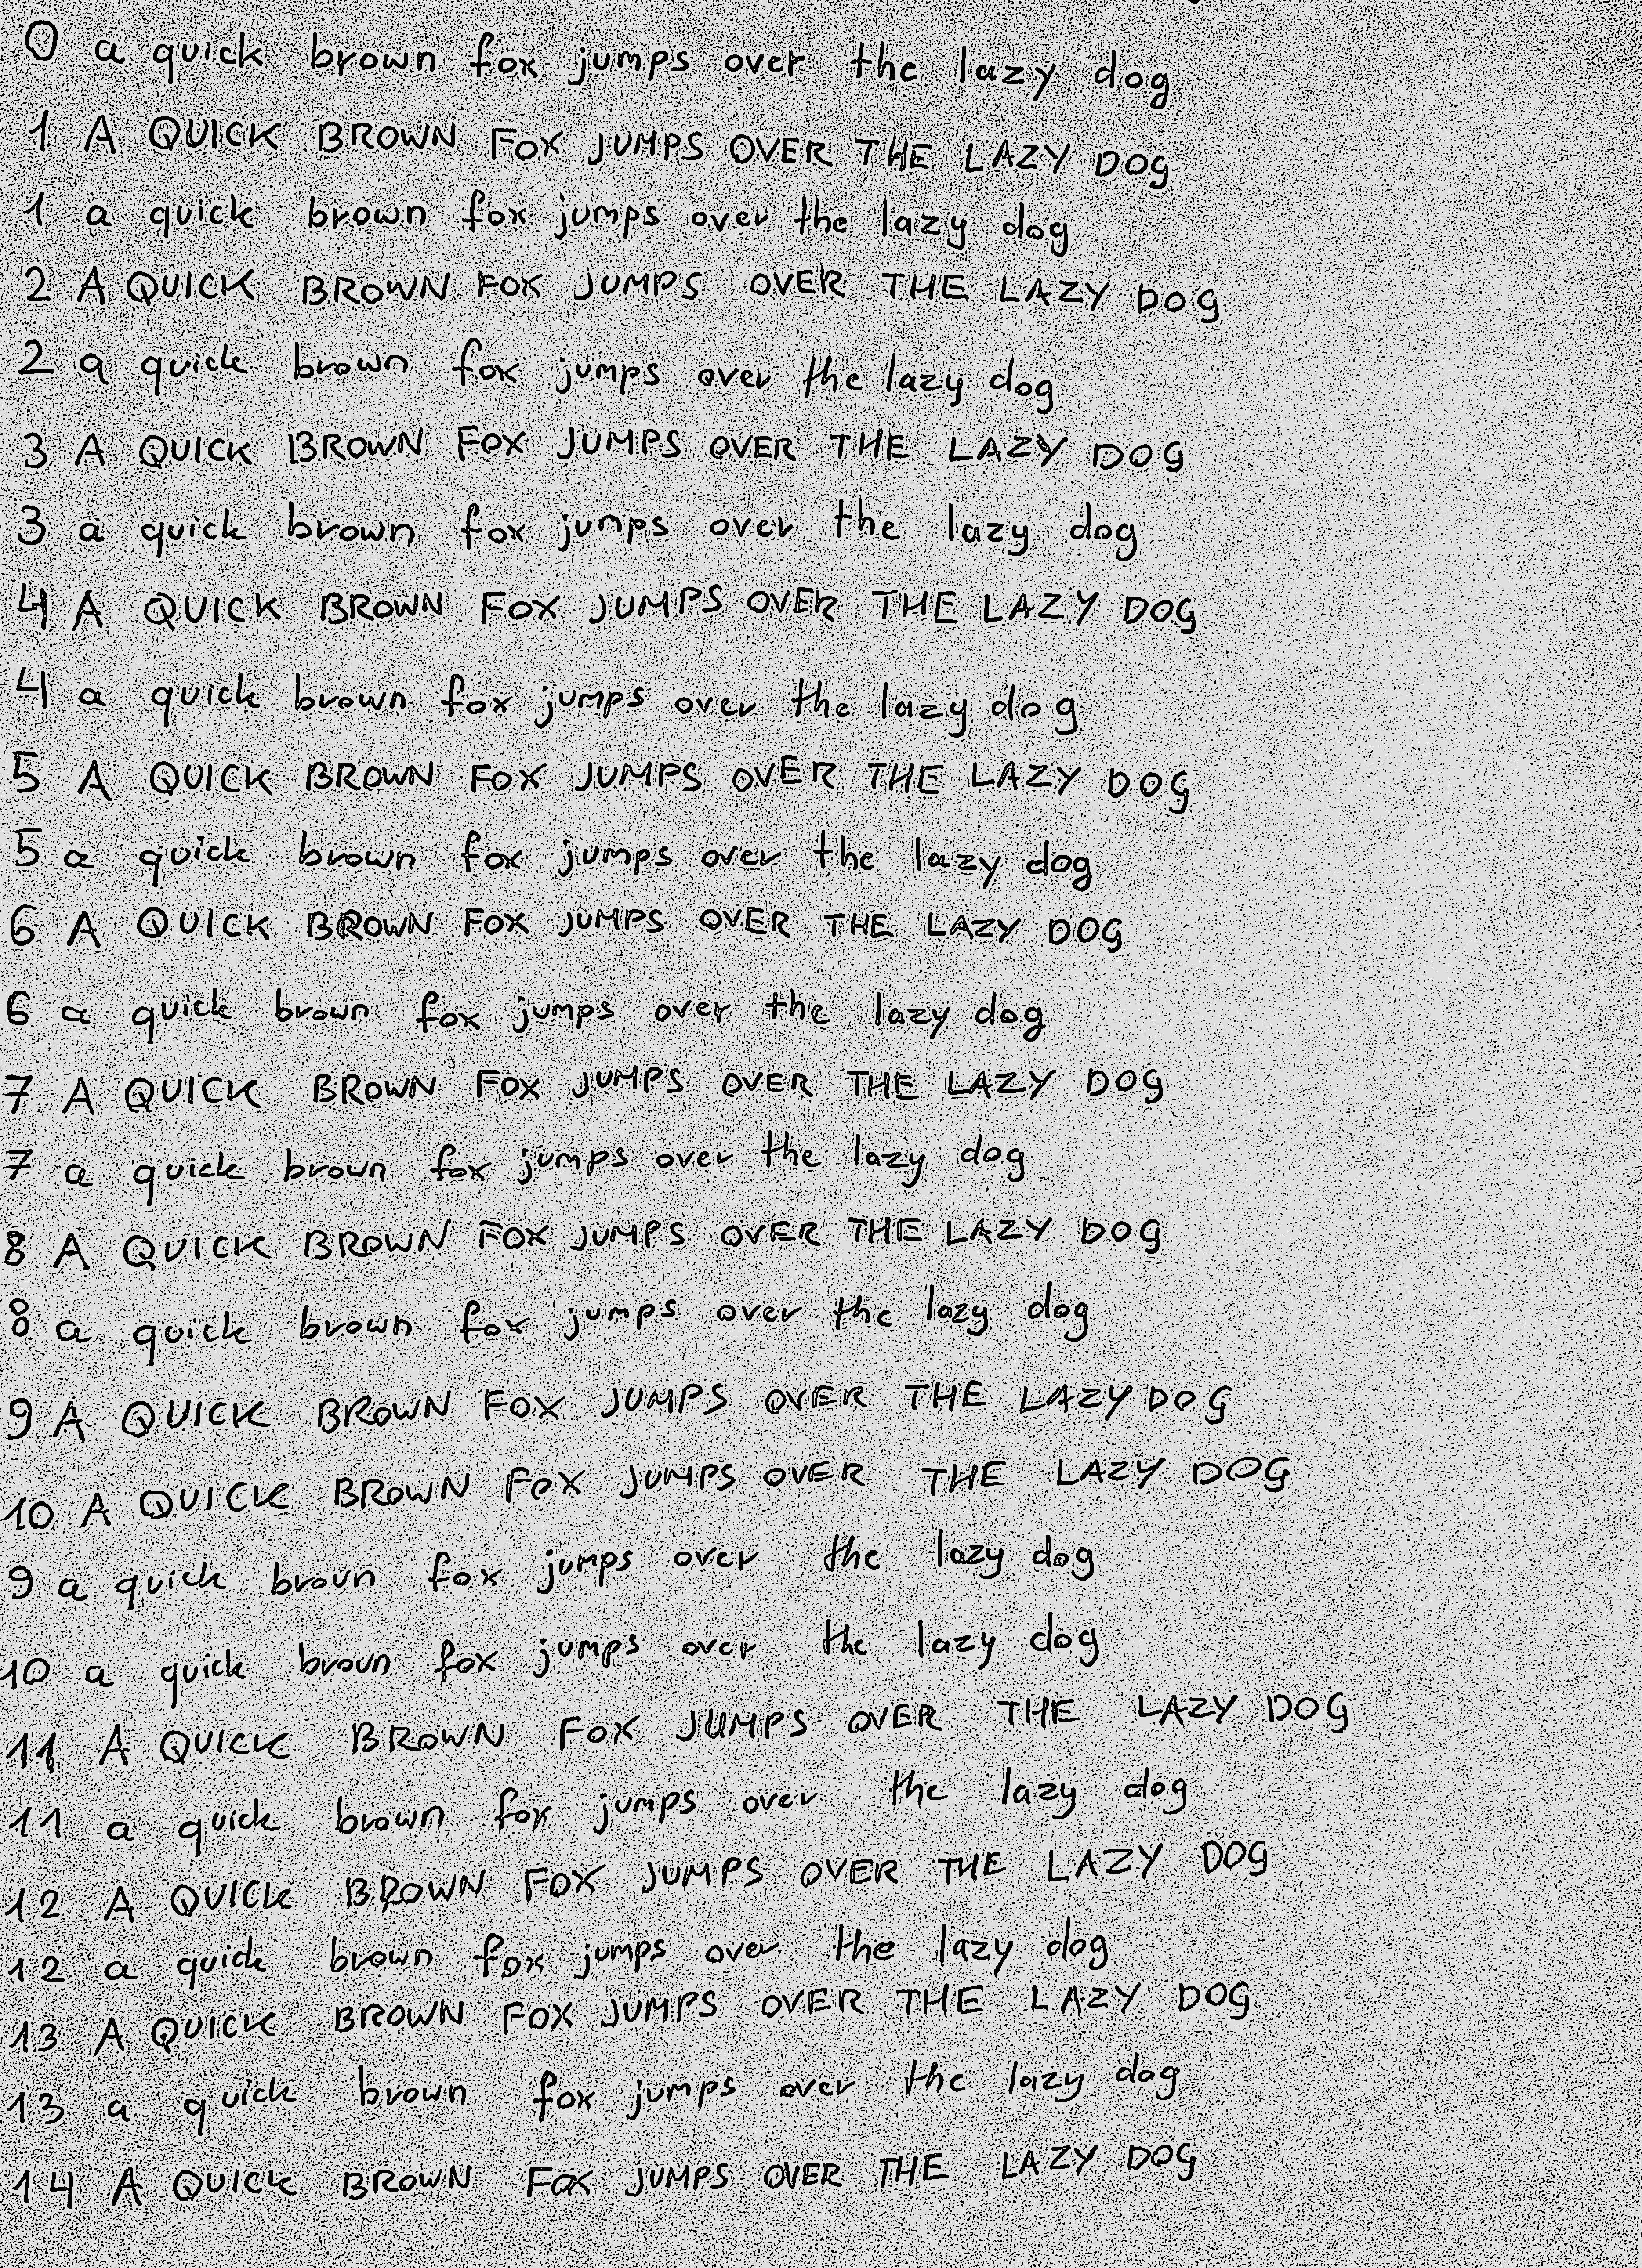 0 a quick brown fox jumps over the lazy dog
1 A QUICK BROWN FOX JUMPS OVER THE LAZY DOG
1 a quick brown fox jumps over the lazy dog
2 A QUICK BROWN FOX JUMPS OVER THE LAZY DOG
2 a quick brown fox jumps over the lazy dog
3 A QUICK BROWN FOX JUMPS OVER THE LAZY DOG
3 a quick brown fox jumps over the lazy dog
4 A QUICK BROWN FOX JUMPS OVER THE LAZY DOG
4 a quick brown fox jumps over the lazy dog
5 A QUICK BROWN FOX JUMPS OVER THE LAZY DOG
5 a quick brown fox jumps over the lazy dog
6 A QUICK BROWN FOX JUMPS OVER THE LAZY DOG
6 a quick brown fox jumps over the lazy dog
7 A QUICK BROWN FOX JUMPS OVER THE LAZY DOG
7 a quick brown fox jumps over the lazy dog
8 A QUICK BROWN FOX JUMPS OVER THE LAZY DOG
8 a quick brown fox jumps over the lazy dog
9 A QUICK BROWN FOX JUMPS OVER THE LAZY DOG
10 A QUICK BROWN FOX JUMPS OVER THE LAZY DOG
9 a quick brown fox jumps over the lazy dog
10 a quick brown fox jumps over the lazy dog
11 A QUICK BROWN FOX JUMPS OVER THE LAZY DOG
11 a quick brown fox jumps over the lazy dog
12 A QUICK BROWN FOX JUMPS OVER THE LAZY DOG
12 a quick brown fox jumps over the lazy dog
13 A QUICK BROWN FOX JUMPS OVER THE LAZY DOG
13 a quick brown fox jumps over the lazy dog
14 A QUICK BROWN FOX JUMPS OVER THE LAZY DOG